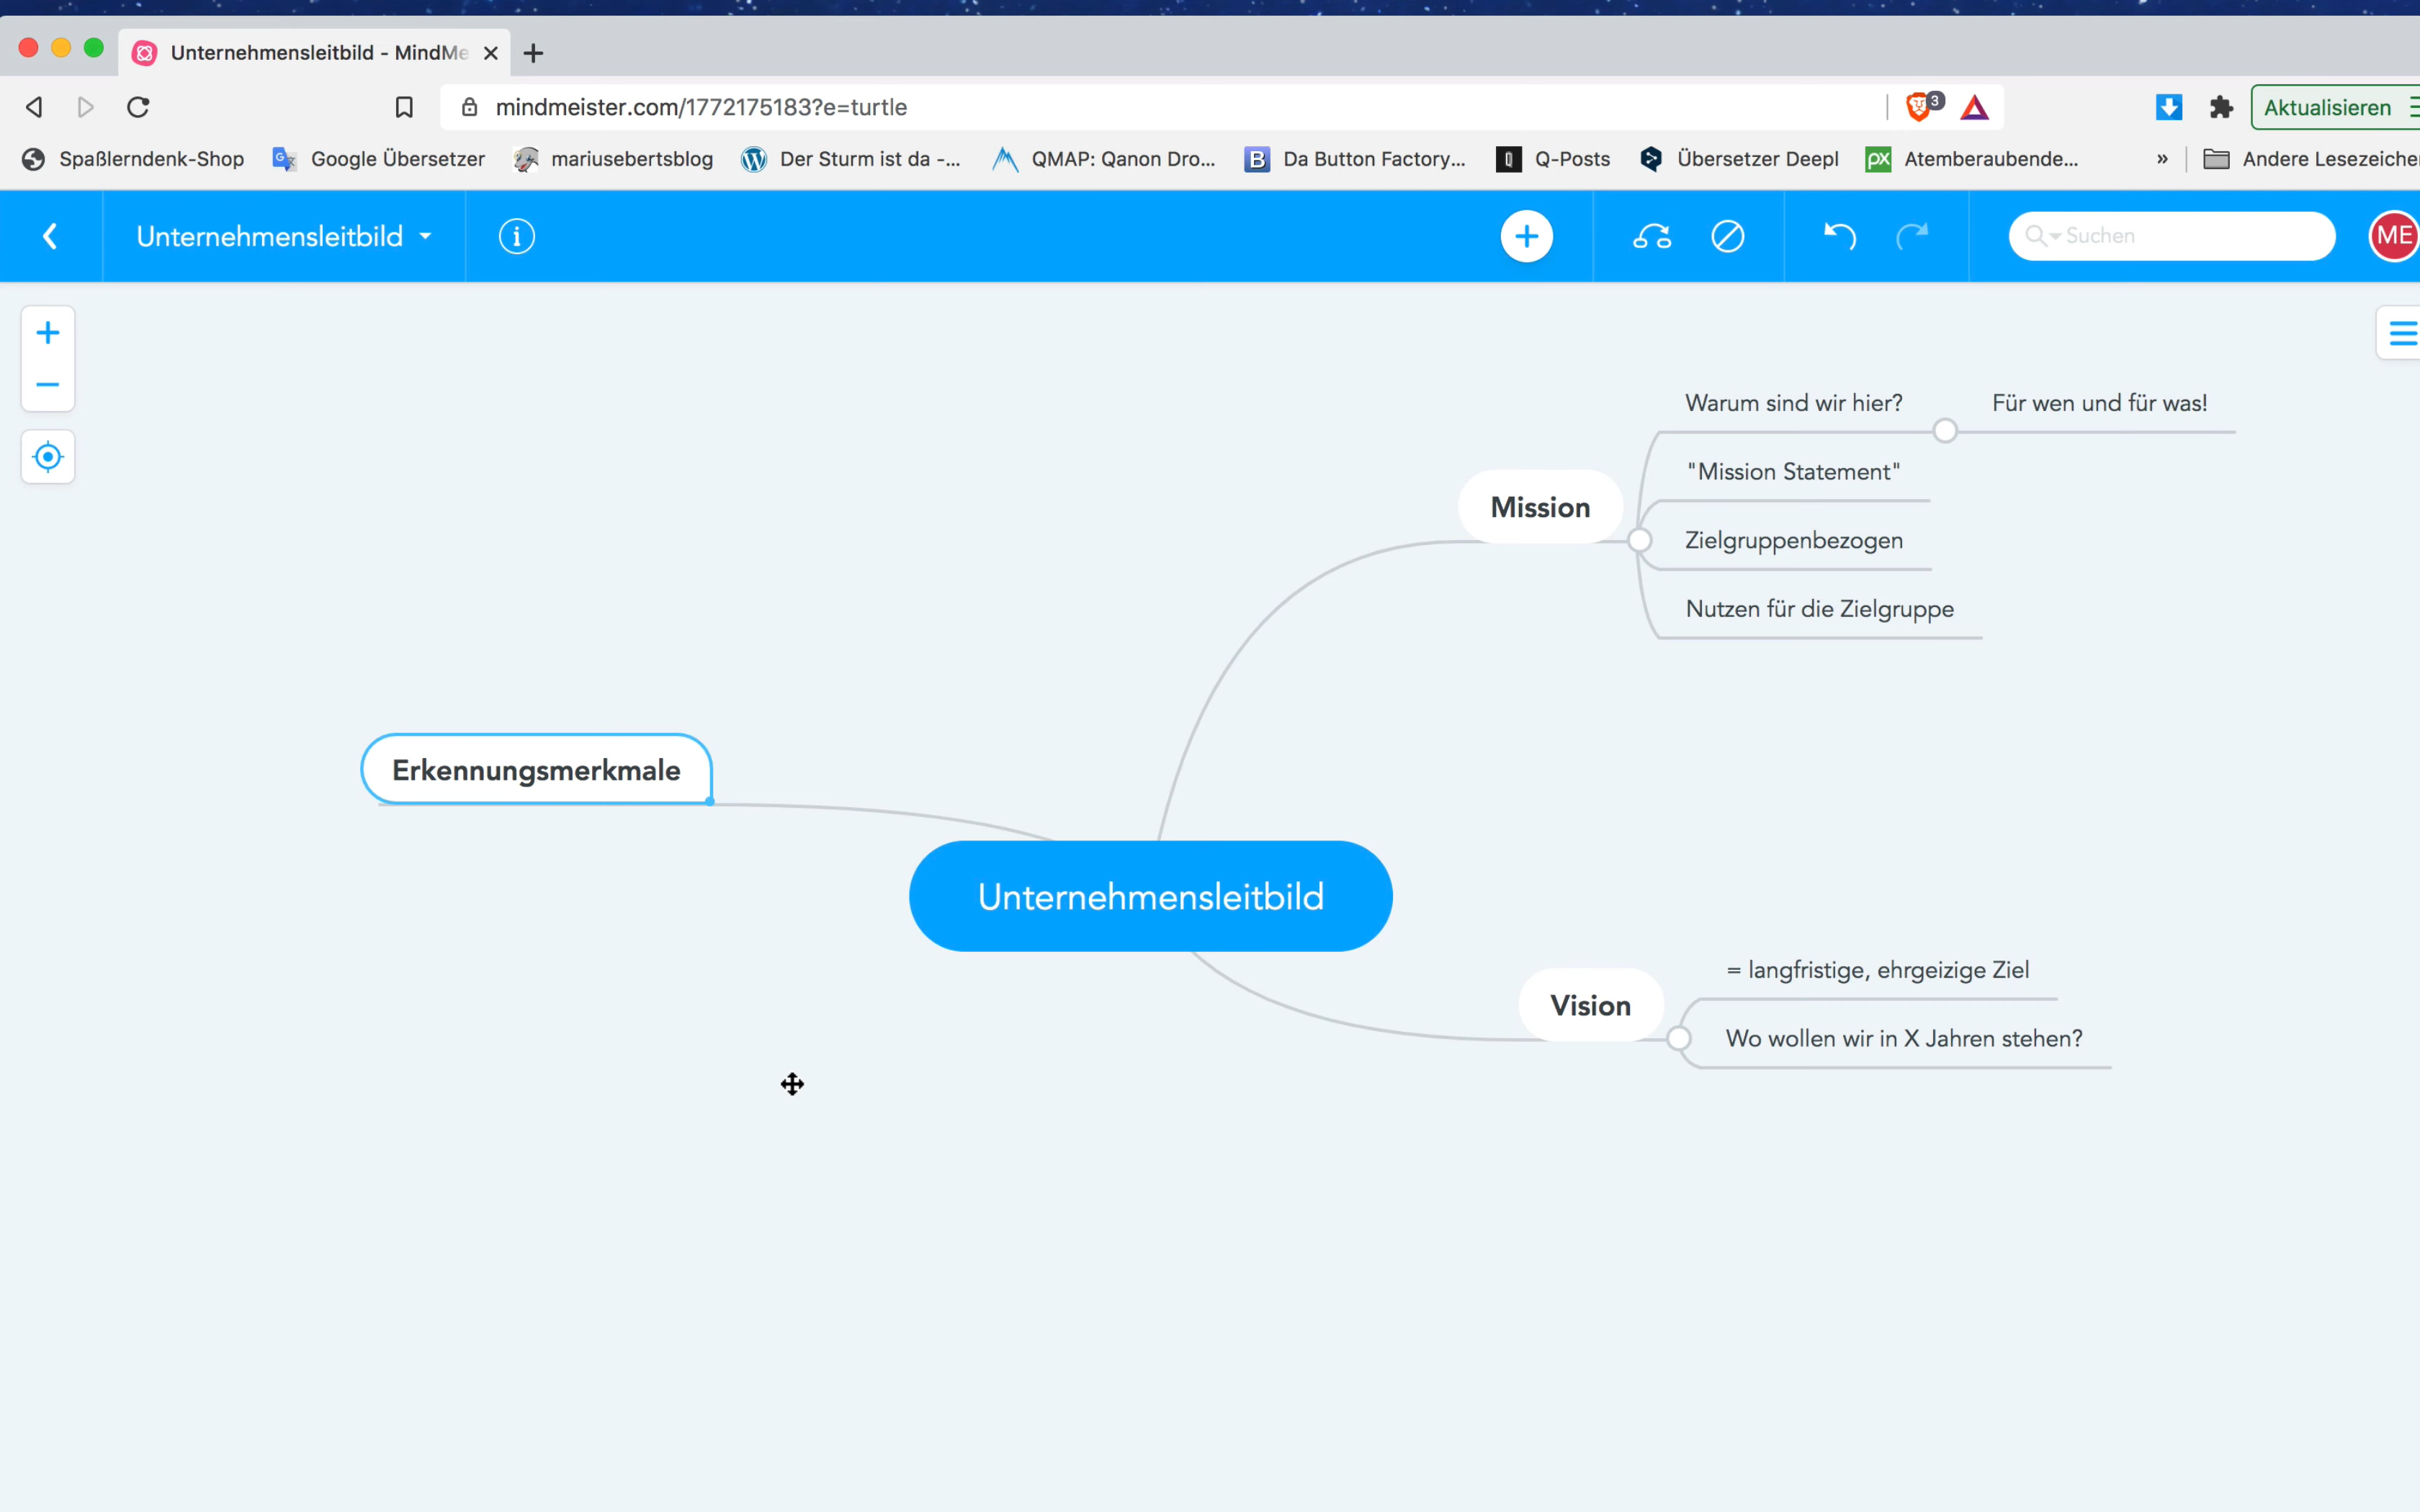 Unternehmensleitbild - MindMe
mindmeister.com/1772175183?e=turtle
3
Aktualisieren
Spaßlerndenk-Shop
Google Übersetzer
mariusebertsblog
Der Sturm ist da -...
QMAP: Qanon Dro...
B
Da Button Factory...
Q-Posts
Übersetzer Deepl
px
Atemberaubende...
»
Andere Lesezeichen
Unternehmensleitbild
Suchen
ME
Warum sind wir hier?
Für wen und für was!
"Mission Statement"
Mission
Zielgruppenbezogen
Nutzen für die Zielgruppe
Erkennungsmerkmale
Unternehmensleitbild
= langfristige, ehrgeizige Ziel
Vision
Wo wollen wir in X Jahren stehen?